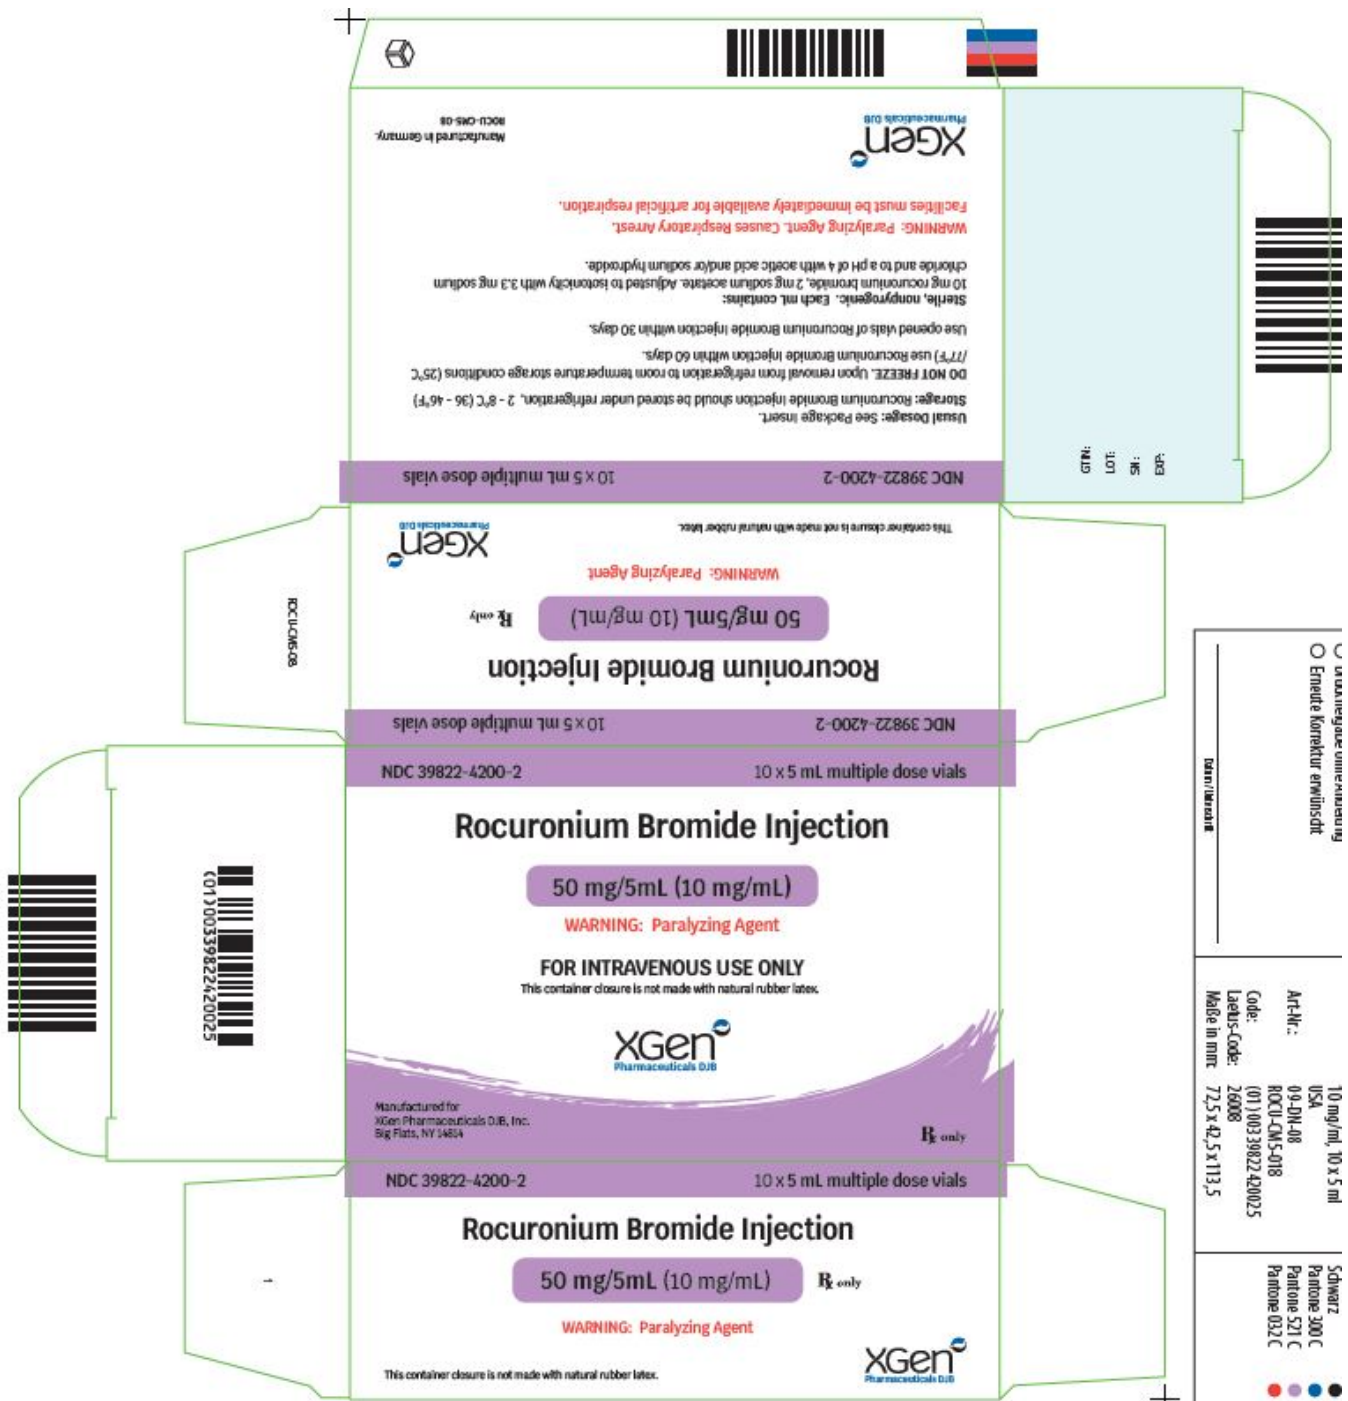 Manufactured in Germany.
ROCU-CM5-08
XGen
Pharmaceuticals DJB
WARNING: Paralyzing Agent. Causes Respiratory Arrest.
Facilities must be immediately available for artificial respiration.
Sterile, nonpyrogenic. Each mL contains:
10 mg rocuronium bromide, 2 mg sodium acetate. Adjusted to isotonicity with 3.3 mg sodium
chloride and to a pH of 4 with acetic acid and/or sodium hydroxide.
Use opened vials of Rocuronium Bromide Injection within 30 days.
DO NOT FREEZE. Upon removal from refrigeration to room termperature storage conditions (25°C
/77°F) use Rocuronium Bromide Injection within 60 days.
Usual Dosage: See Package Insert.
Storage: Rocuronium Bromide Injection should be stored under refrigeration, 2 - 8°C (36 - 46°F)
NDC 39822-4200-2 10 x 5 mL multiple dose vials
GTIN:
LOT:
SN:
EXP:
This container closure is not made with natural rubber latex.
XGen
Pharmaceuticals DJB
WARNING: Paralyzing Agent
50 mg/5mL (10 mg/mL)
Rx only
Rocuronium Bromide Injection
NDC 39822-4200-2 10 x 5 mL multiple dose vials
ROCU-CM5-08
NDC 39822-4200-2 10 x 5 mL multiple dose vials
Rocuronium Bromide Injection
50 mg/5mL (10 mg/mL)
WARNING: Paralyzing Agent
FOR INTRAVENOUS USE ONLY
This container closure is not made with natural rubber latex.
XGen
Pharmaceuticals DJB
Manufactured for
XGen Pharmaceuticals DJB, Inc.
Big Flats, NY 14814
Rx only
(01)00339822420025
NDC 39822-4200-2 10 x 5 mL multiple dose vials
Rocuronium Bromide Injection
50 mg/5mL (10 mg/mL)
Rx only
WARNING: Paralyzing Agent
This container closure is not made with natural rubber latex.
XGen
Pharmaceuticals DJB
1
Erneute Korrektur erwünscht
Datum / Unterschrift
10 mg/ml, 10 x 5 ml
USA
Art-Nr.: 09-DN-08
ROCU-CM5-018
Code: (01)00339822420025
Laetus-Code: 26008
Maße in mm: 72,5 x 42,5 x 113,5
Schwarz
Pantone 300 C
Pantone 521 C
Pantone 032 C